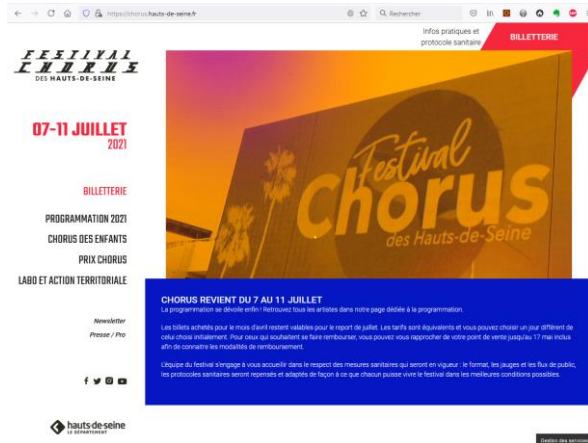 https://chorus.hauts-de-seine.fr
Rechercher
Infos pratiques et
protocole sanitaire
BILLETTERIE
FESTIVAL
CHORUS
DES HAUTS-DE-SEINE
07-11 JUILLET
2021
BILLETTERIE
PROGRAMMATION 2021
CHORUS DES ENFANTS
PRIX CHORUS
LABO ET ACTION TERRITORIALE
Newsletter
Presse / Pro
hauts-de-seine
LE DÉPARTEMENT
Festival
Chorus
des Hauts-de-Seine
CHORUS REVIENT DU 7 AU 11 JUILLET
La programmation se dévoile enfin ! Retrouvez tous les artistes dans notre page dédiée à la programmation.
Les billets achetés pour le mois d'avril restent valables pour le report de juillet. Les tarifs sont équivalents et vous pouvez choisir un jour différent de
celui choisi initialement. Pour ceux qui souhaitent se faire rembourser, vous pouvez vous rapprocher de votre point de vente jusqu'au 17 mai inclus
afin de connaitre les modalités de remboursement.
L'équipe du festival s'engage à vous accueillir dans le respect des mesures sanitaires qui seront en vigueur : le format, les jauges et les flux de public,
les protocoles sanitaires seront repensés et adaptés de façon à ce que chacun puisse vivre le festival dans les meilleures conditions possibles.
Gestion des services